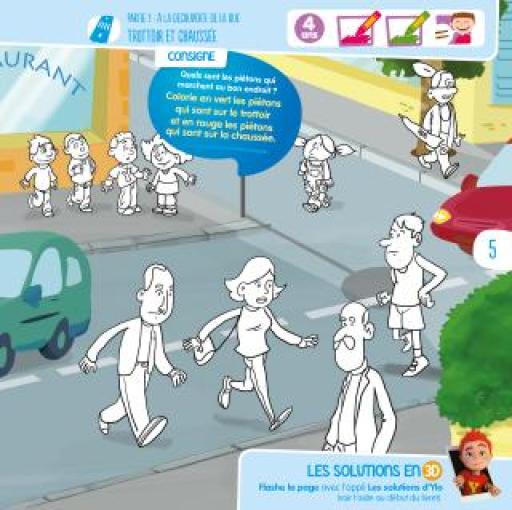 PARTIE 1 : À LA DÉCOUVERTE DE LA RUE
TROTTOIR ET CHAUSSÉE
4
ans
AURANT
CONSIGNE
Quels sont les piétons qui
marchent au bon endroit ?
Colorie en vert les piétons
qui sont sur le trottoir
et en rouge les piétons
qui sont sur la chaussée.
5
LES SOLUTIONS EN 3D
Flashe la page avec l'appli Les solutions d'Ylo
(voir l'aide au début du livret)